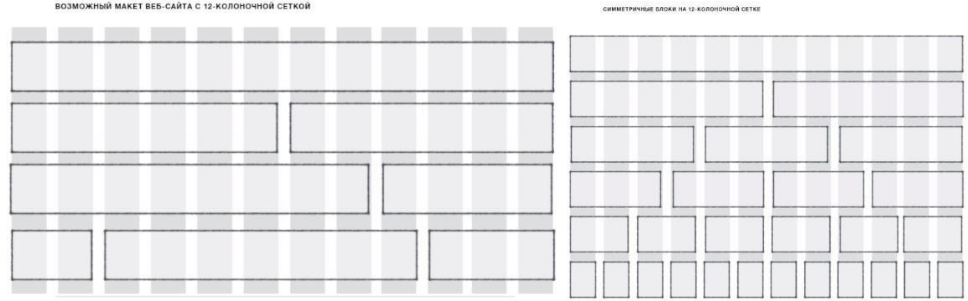 ВОЗМОЖНЫЙ МАКЕТ ВЕБ-САЙТА С 12-КОЛОНОЧНОЙ СЕТКОЙ
СИММЕТРИЧНЫЕ БЛОКИ НА 12-КОЛОНОЧНОЙ СЕТКЕ